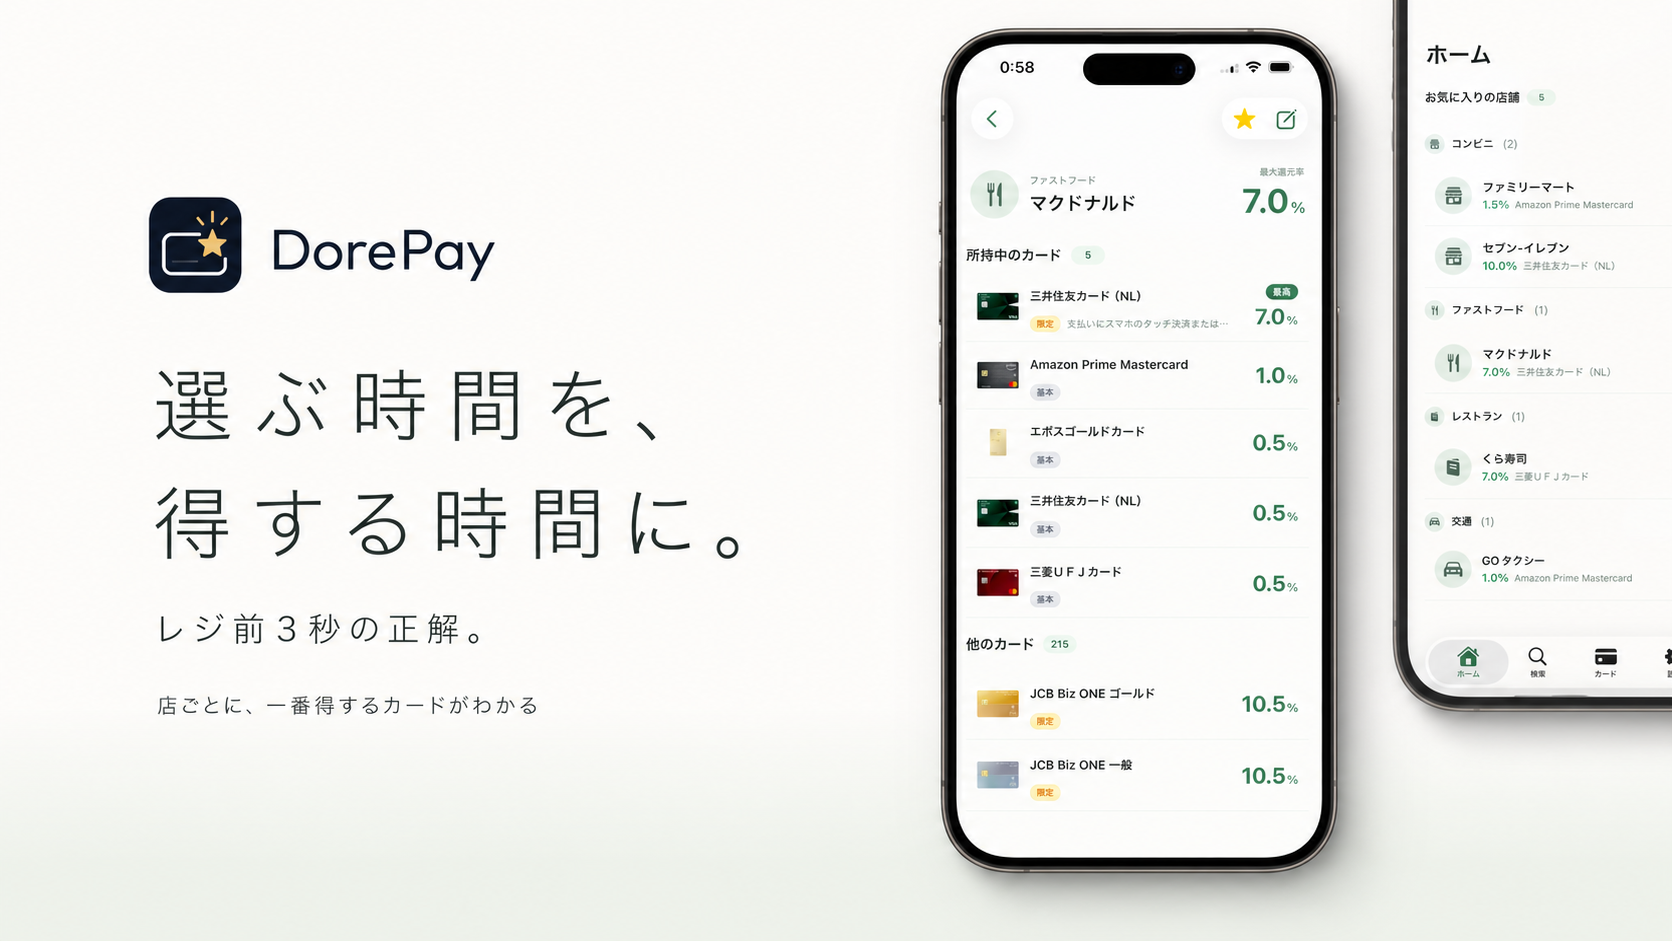 DorePay
選ぶ時間を、
得する時間に。
レジ前3秒の正解。
店ごとに、一番得するカードがわかる
0:58
ファストフード
マクドナルド
最大還元率
7.0%
所持中のカード 5
三井住友カード（NL）
限定 支払いにスマホのタッチ決済または…
最高
7.0%
Amazon Prime Mastercard
基本
1.0%
エポスゴールドカード
基本
0.5%
三井住友カード（NL）
基本
0.5%
三菱ＵＦＪカード
基本
0.5%
他のカード 215
JCB Biz ONE ゴールド
限定
10.5%
JCB Biz ONE 一般
限定
10.5%
ホーム
お気に入りの店舗 5
コンビニ (2)
ファミリーマート
1.5% Amazon Prime Mastercard
セブン-イレブン
10.0% 三井住友カード（NL）
ファストフード (1)
マクドナルド
7.0% 三井住友カード（NL）
レストラン (1)
くら寿司
7.0% 三菱ＵＦＪカード
交通 (1)
GO タクシー
1.0% Amazon Prime Mastercard
ホーム 検索 カード